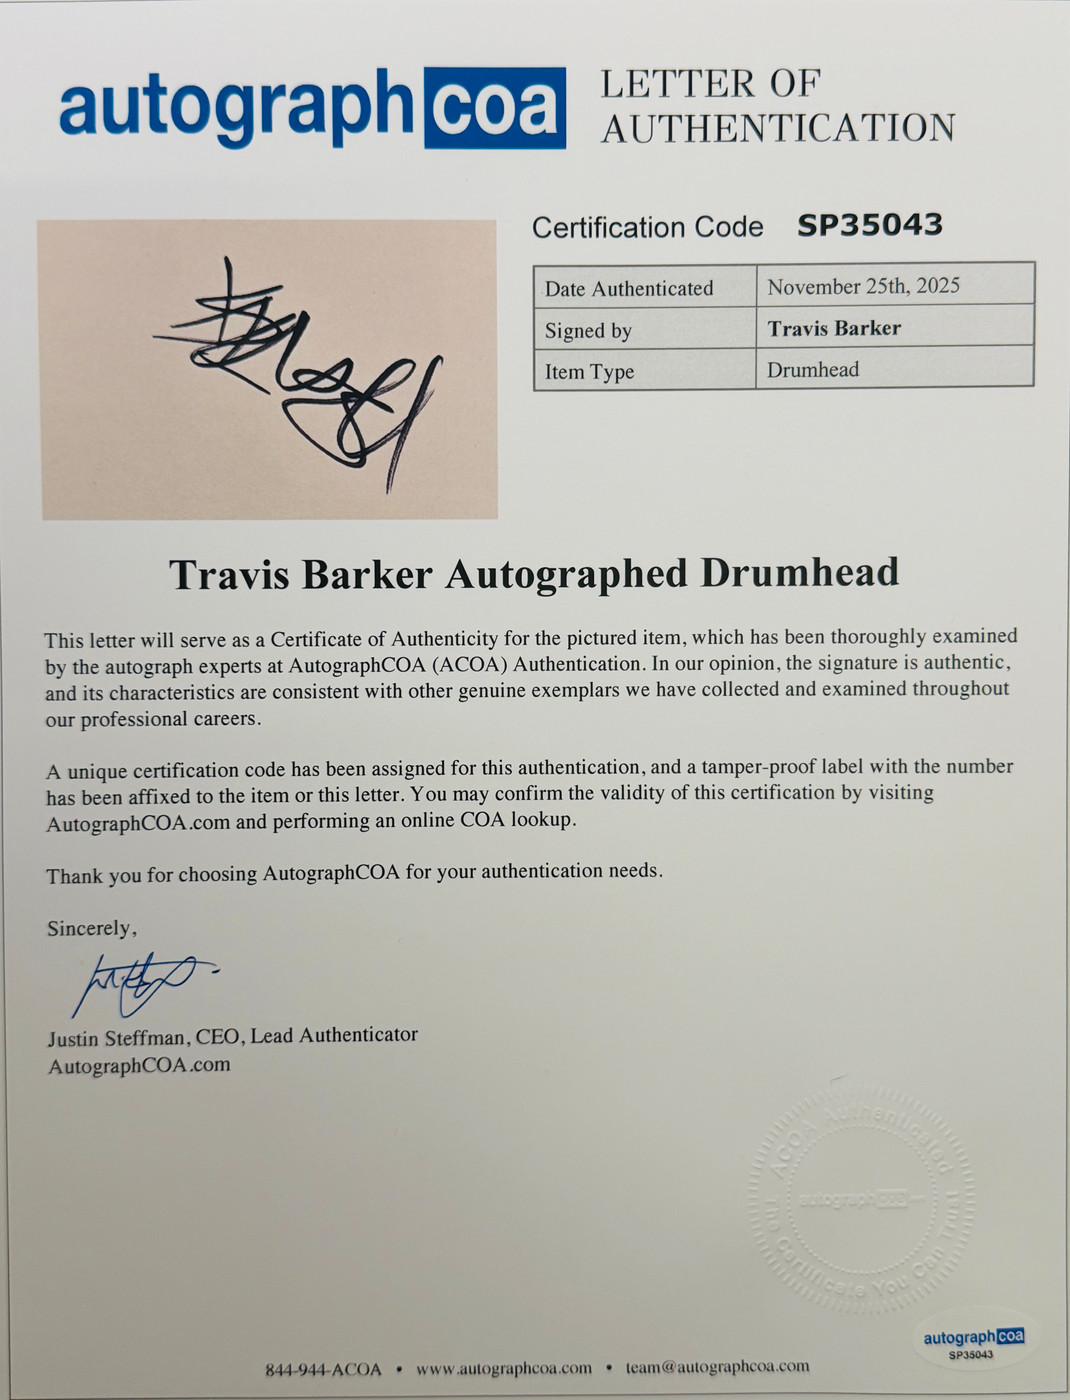 autographcoa
LETTER OF
AUTHENTICATION
Certification Code SP35043
Date Authenticated November 25th, 2025
Signed by Travis Barker
Item Type Drumhead
Travis Barker Autographed Drumhead
This letter will serve as a Certificate of Authenticity for the pictured item, which has been thoroughly examined
by the autograph experts at AutographCOA (ACOA) Authentication. In our opinion, the signature is authentic,
and its characteristics are consistent with other genuine exemplars we have collected and examined throughout
our professional careers.
A unique certification code has been assigned for this authentication, and a tamper-proof label with the number
has been affixed to the item or this letter. You may confirm the validity of this certification by visiting
AutographCOA.com and performing an online COA lookup.
Thank you for choosing AutographCOA for your authentication needs.
Sincerely,
Justin Steffman, CEO, Lead Authenticator
AutographCOA.com
ACOA Authenticated
autographcoa
The Certificate You Can
autographcoa
SP35043
844-944-ACOA • www.autographcoa.com • team@autographcoa.com